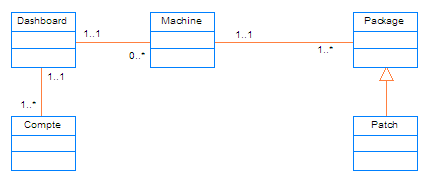 Dashboard
Machine
Package
1..1
1..1
0..*
1..*
1..1
1..*
Compte
Patch